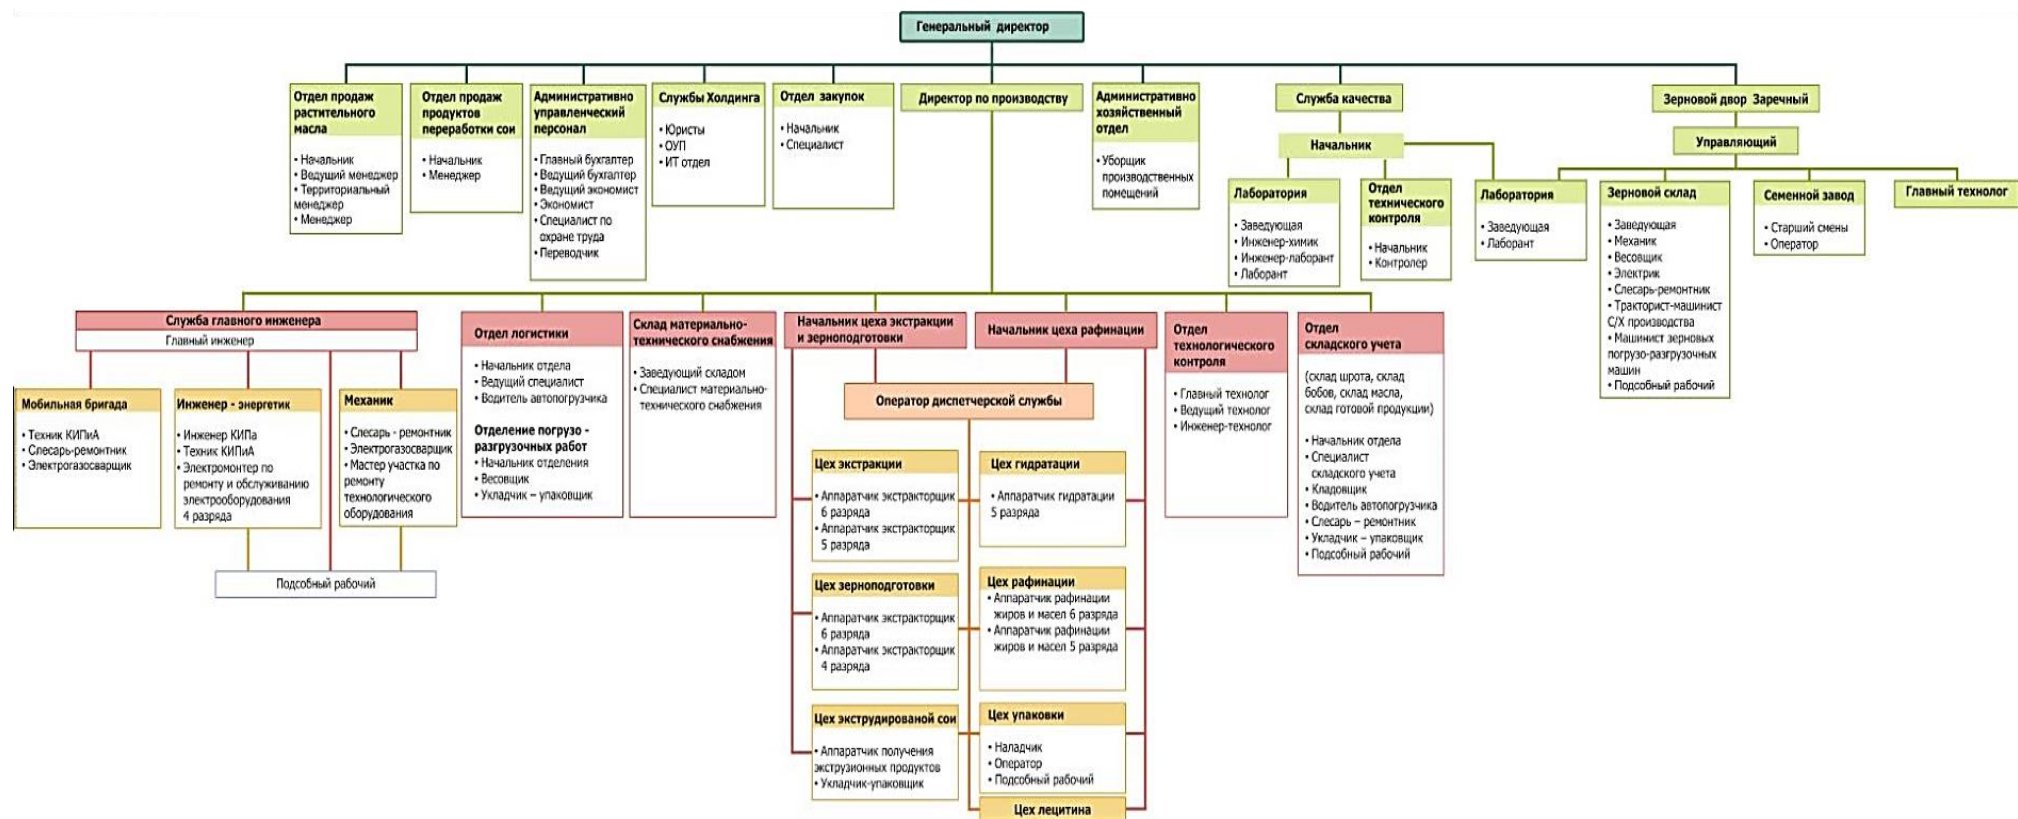 Генеральный директор
Отдел продаж
растительного
масла
• Начальник
• Ведущий менеджер
• Территориальный
менеджер
• Менеджер
Отдел продаж
продуктов
переработки сои
• Начальник
• Менеджер
Административно
управленческий
персонал
• Главный бухгалтер
• Ведущий бухгалтер
• Ведущий экономист
• Экономист
• Специалист по
охране труда
• Переводчик
Службы Холдинга
• Юристы
• ОУП
• ИТ отдел
Отдел закупок
• Начальник
• Специалист
Директор по производству
Административно
хозяйственный
отдел
• Уборщик
производственных
помещений
Служба качества
Начальник
Лаборатория
• Заведующая
• Инженер-химик
• Инженер-лаборант
• Лаборант
Отдел
технического
контроля
• Начальник
• Контролер
Лаборатория
• Заведующая
• Лаборант
Зерновой двор Заречный
Управляющий
Зерновой склад
• Заведующая
• Механик
• Весовщик
• Электрик
• Слесарь-ремонтник
• Тракторист-машинист
С/Х производства
• Машинист зерновых
погрузо-разгрузочных
машин
• Подсобный рабочий
Семенной завод
• Старший смены
• Оператор
Главный технолог
Служба главного инженера
Главный инженер
Мобильная бригада
• Техник КИПиА
• Слесарь-ремонтник
• Электрогазосварщик
Инженер - энергетик
• Инженер КИПа
• Техник КИПиА
• Электромонтер по
ремонту и обслуживанию
электрооборудования
4 разряда
Механик
• Слесарь - ремонтник
• Электрогазосварщик
• Мастер участка по
ремонту
технологического
оборудования
Подсобный рабочий
Отдел логистики
• Начальник отдела
• Ведущий специалист
• Водитель автопогрузчика
Отделение погрузо -
разгрузочных работ
• Начальник отделения
• Весовщик
• Укладчик – упаковщик
Склад материально-
технического снабжения
• Заведующий складом
• Специалист материально-
технического снабжения
Начальник цеха экстракции
и зерноподготовки
Начальник цеха рафинации
Оператор диспетчерской службы
Цех экстракции
• Аппаратчик экстракторщик
6 разряда
• Аппаратчик экстракторщик
5 разряда
Цех гидратации
• Аппаратчик гидратации
5 разряда
Цех зерноподготовки
• Аппаратчик экстракторщик
6 разряда
• Аппаратчик экстракторщик
4 разряда
Цех рафинации
• Аппаратчик рафинации
жиров и масел 6 разряда
• Аппаратчик рафинации
жиров и масел 5 разряда
Цех экструдированой сои
• Аппаратчик получения
экструзионных продуктов
• Укладчик-упаковщик
Цех упаковки
• Наладчик
• Оператор
• Подсобный рабочий
Цех лецитина
Отдел
технологического
контроля
• Главный технолог
• Ведущий технолог
• Инженер-технолог
Отдел
складского учета
(склад шрота, склад
бобов, склад масла,
склад готовой продукции)
• Начальник отдела
• Специалист
складского учета
• Кладовщик
• Водитель автопогрузчика
• Слесарь – ремонтник
• Укладчик – упаковщик
• Подсобный рабочий